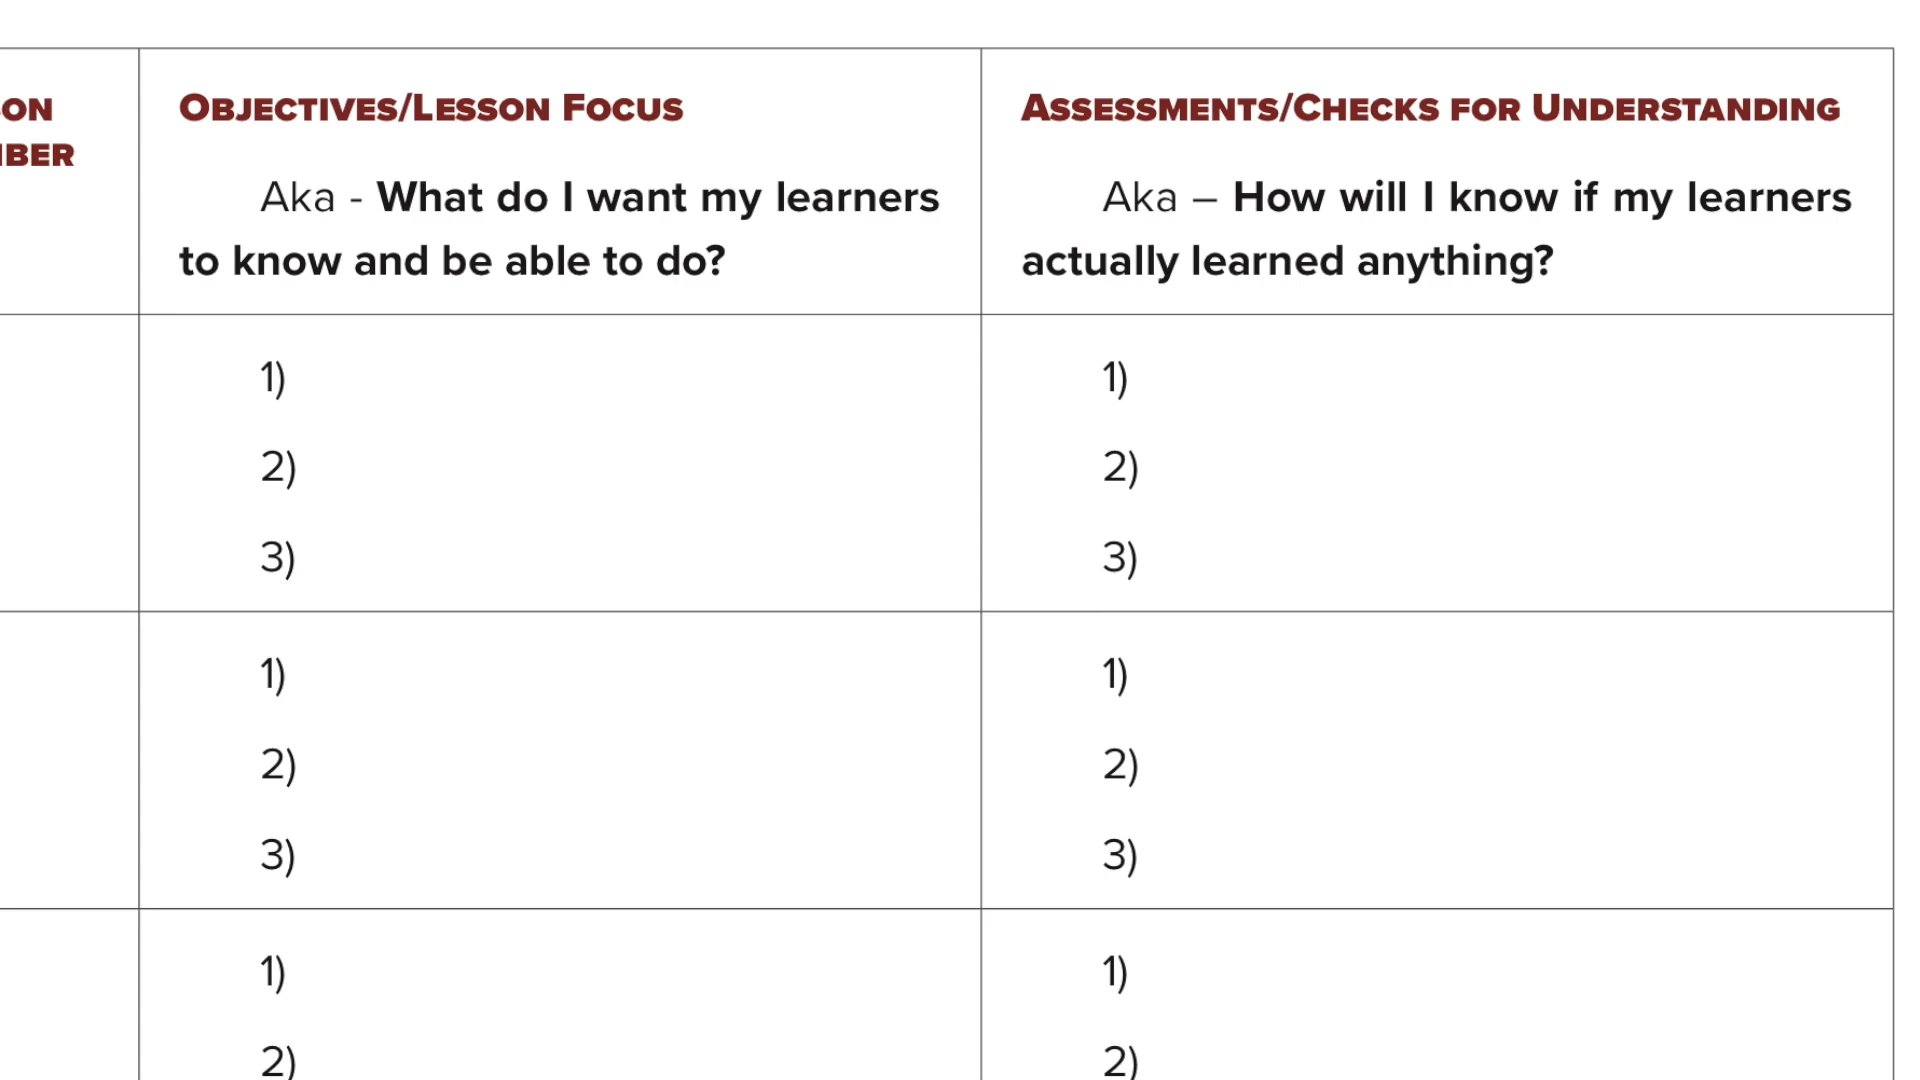 ON
BER
OBJECTIVES/LESSON FOCUS
Aka - What do I want my learners
to know and be able to do?
ASSESSMENTS/CHECKS FOR UNDERSTANDING
Aka – How will I know if my learners
actually learned anything?
1)
2)
3)
1)
2)
3)
1)
2)
3)
1)
2)
3)
1)
2)
1)
2)